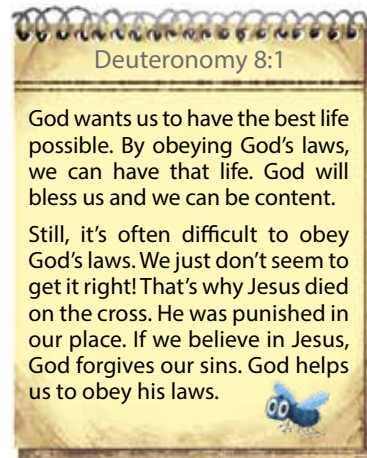 Deuteronomy 8:1
God wants us to have the best life
possible. By obeying God's laws,
we can have that life. God will
bless us and we can be content.
Still, it's often difficult to obey
God's laws. We just don't seem to
get it right! That's why Jesus died
on the cross. He was punished in
our place. If we believe in Jesus,
God forgives our sins. God helps
us to obey his laws.